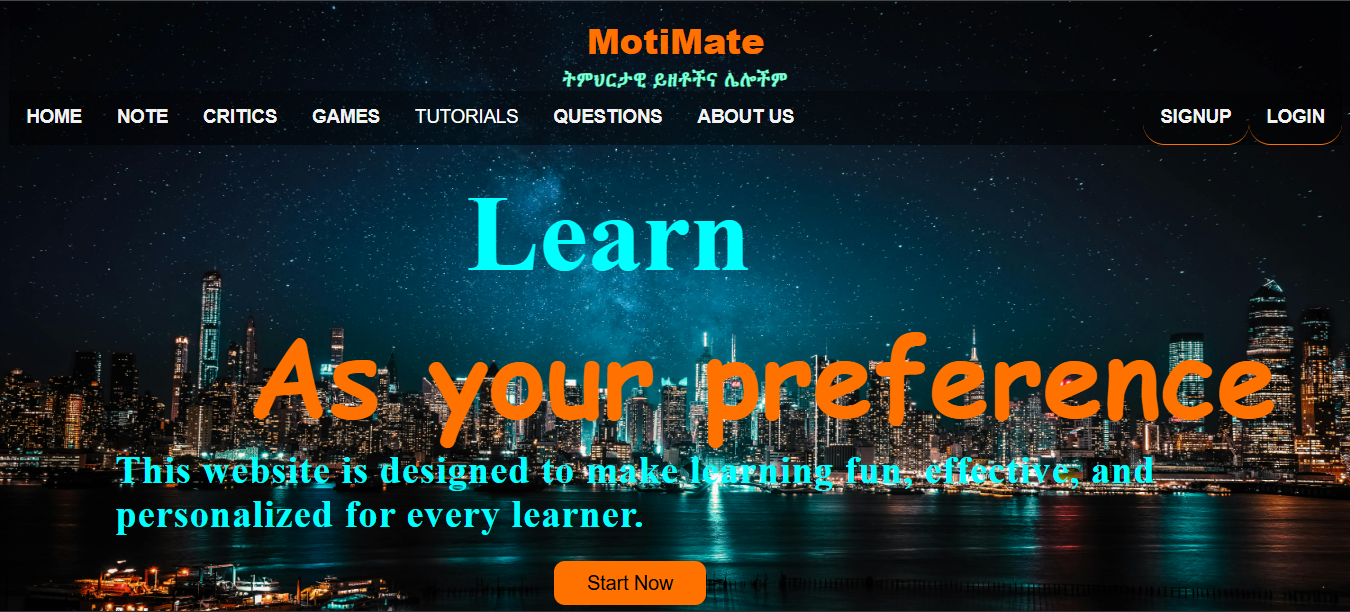 MotiMate
ትምህርታዊ ይዘቶችና ሌሎችም
HOME NOTE CRITICS GAMES TUTORIALS QUESTIONS ABOUT US SIGNUP LOGIN
Learn
As your preference
This website is designed to make learning fun, effective, and
personalized for every learner.
Start Now